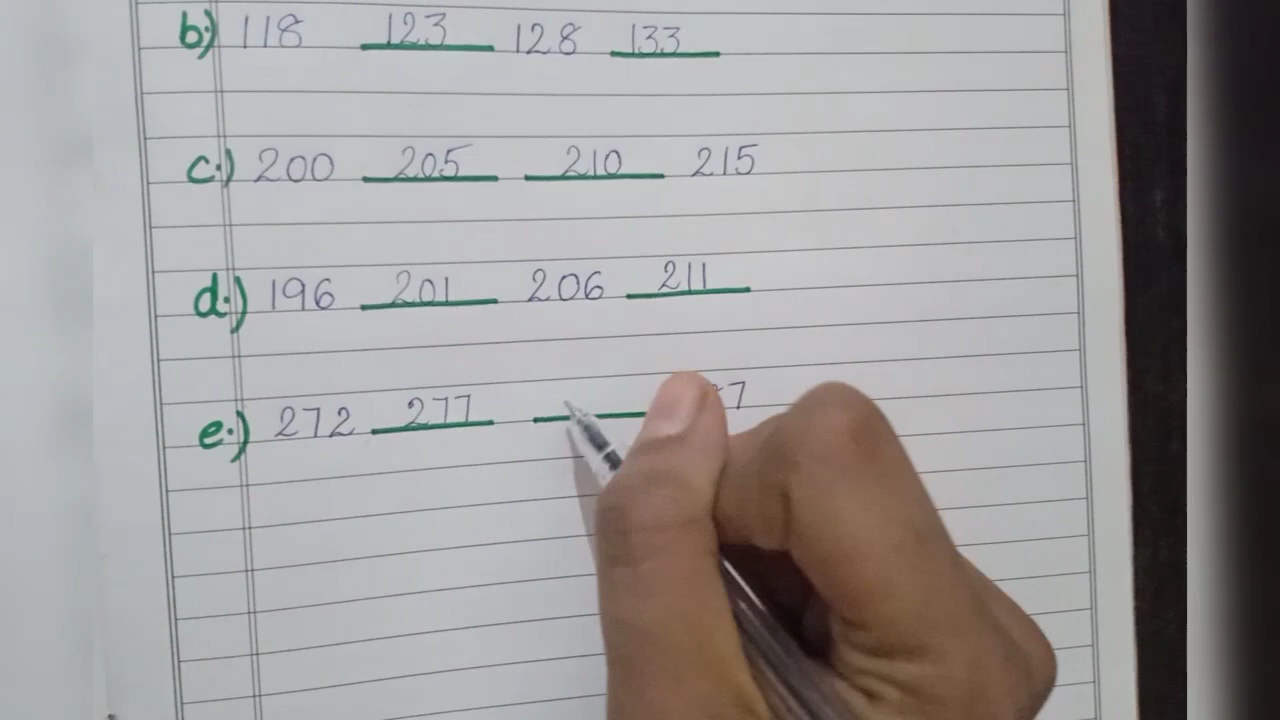 b.) 118 123 128 133
c.) 200 205 210 215
d.) 196 201 206 211
e.) 272 277